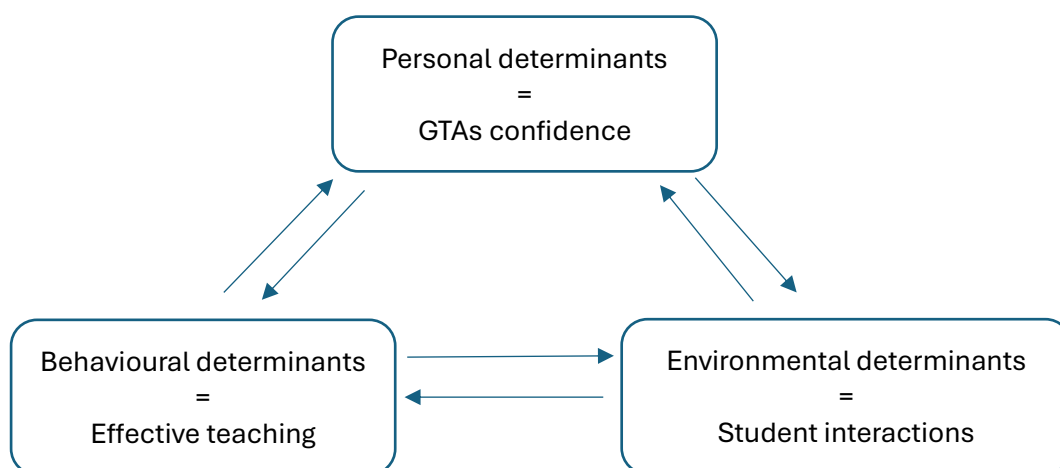 Personal determinants
=
GTAs confidence
Behavioural determinants
=
Effective teaching
Environmental determinants
=
Student interactions